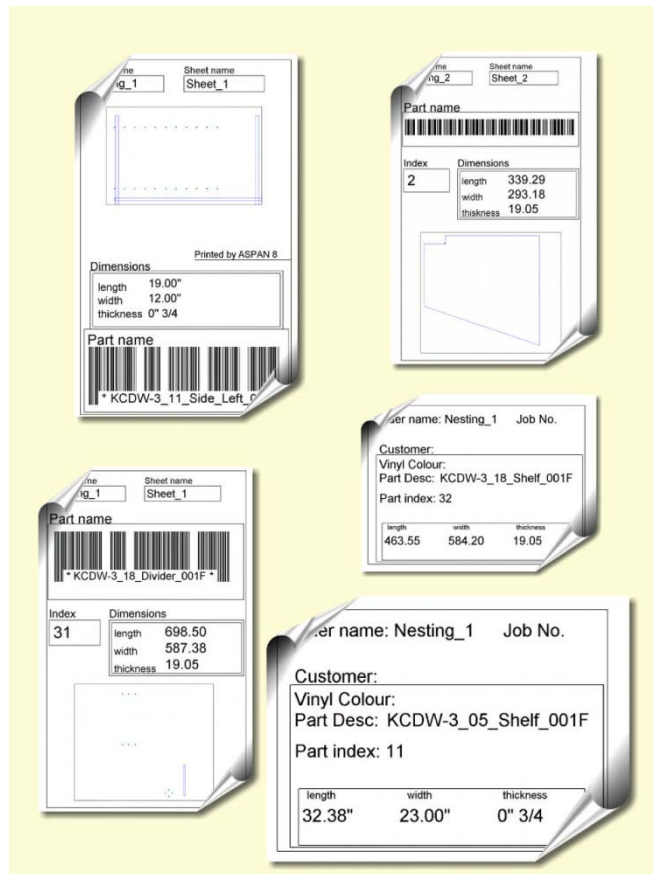 Sheet name
Sheet_1
Printed by ASPAN 8
Dimensions
length 19.00"
width 12.00"
thickness 0" 3/4
Part name
* KCDW-3_11_Side_Left_
Sheet name
Sheet_2
Part name
Index Dimensions
2
length 339.29
width 293.18
thiskness 19.05
name: Nesting_1 Job No.
Customer:
Vinyl Colour:
Part Desc: KCDW-3_18_Shelf_001F
Part index: 32
length width thiskness
463.55 584.20 19.05
Sheet name
Sheet_1
Part name
* KCDW-3_18_Divider_001F *
Index Dimensions
31
length 698.50
width 587.38
thickness 19.05
name: Nesting_1 Job No.
Customer:
Vinyl Colour:
Part Desc: KCDW-3_05_Shelf_001F
Part index: 11
length width thickness
32.38" 23.00" 0" 3/4